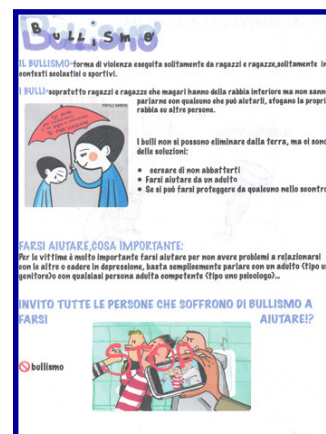 Bullismo
IL BULLISMO-forma di violenza eseguita solitamente da ragazzi e ragazze,solitamente in
contesti scolastici o sportivi.
I BULLI-sopratutto ragazzi e ragazze che magari hanno della rabbia interiore ma non sanno
parlarne con qualcuno che può aiutarli, sfogano la propri
rabbia su altre persone.
I bulli non si possono eliminare dalla terra, ma ci sono
delle soluzioni:
● cercare di non abbatterti
● Farsi aiutare da un adulto
● Se si può farsi proteggere da qualcuno nello scontro
FARSI AIUTARE,COSA IMPORTANTE:
Per le vittime è molto importante farsi aiutare per non avere problemi a relazionarsi
con le altre o cadere in depressione, basta semplicemente parlare con un adulto (tipo un
genitore)o con qualsiasi persona adulta competente (tipo uno psicologo)...
INVITO TUTTE LE PERSONE CHE SOFFRONO DI BULLISMO A
FARSI AIUTARE!?
STOP
bullismo